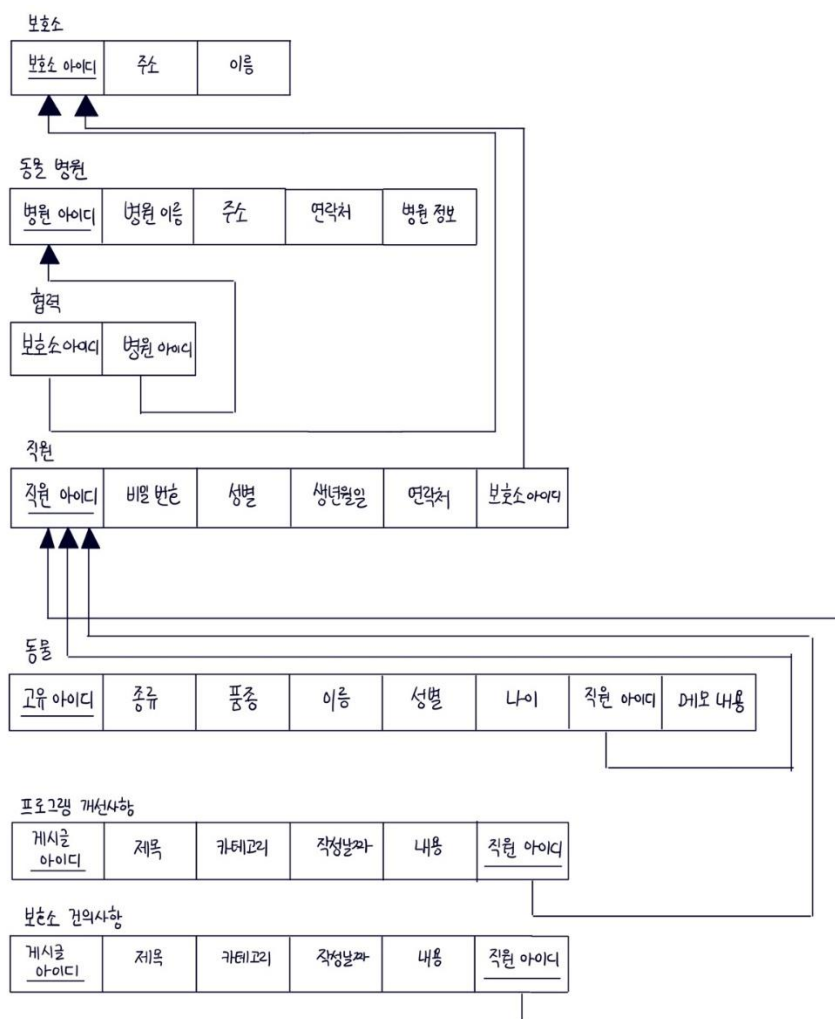 보호소
보호소 아이디 주소 이름
동물 병원
병원 아이디 병원 이름 주소 연락처 병원 정보
협력
보호소아이디 병원 아이디
직원
직원 아이디 비밀 번호 성별 생년월일 연락처 보호소아이디
동물
고유 아이디 종류 품종 이름 성별 나이 직원 아이디 메모 내용
프로그램 개선사항
게시글
아이디 제목 카테고리 작성날짜 내용 직원 아이디
보호소 건의사항
게시글
아이디 제목 카테고리 작성날짜 내용 직원 아이디